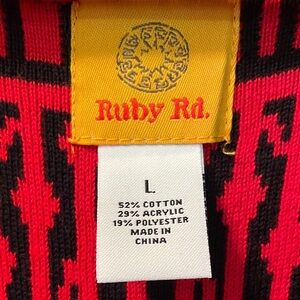 Ruby Rd.
L
52% COTTON
29% ACRYLIC
19% POLYESTER
MADE IN
CHINA